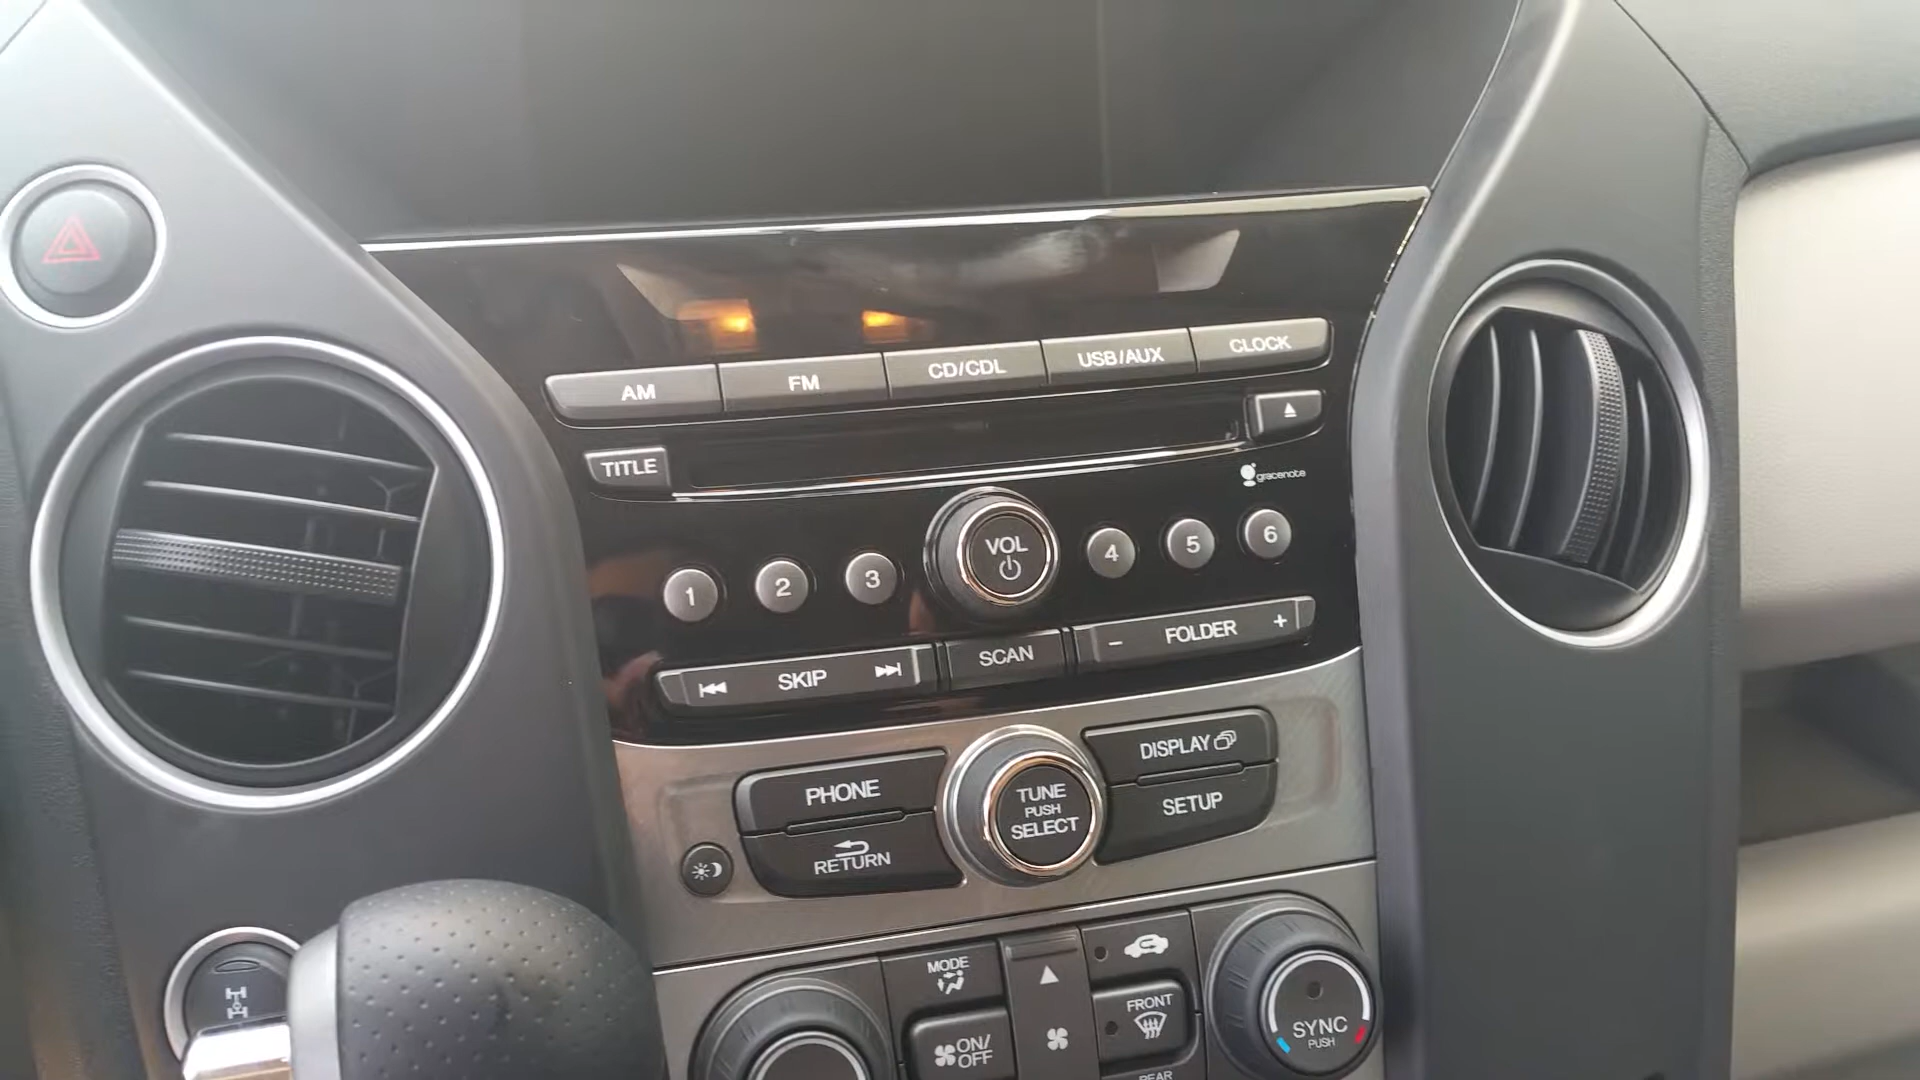 AM
FM
CD/CDL
USB/AUX
CLOCK
TITLE
gracenote
1
2
3
VOL
4
5
6
SKIP
SCAN
− FOLDER +
PHONE
RETURN
TUNE
PUSH
SELECT
DISPLAY
SETUP
MODE
ON/
OFF
FRONT
REAR
SYNC
PUSH